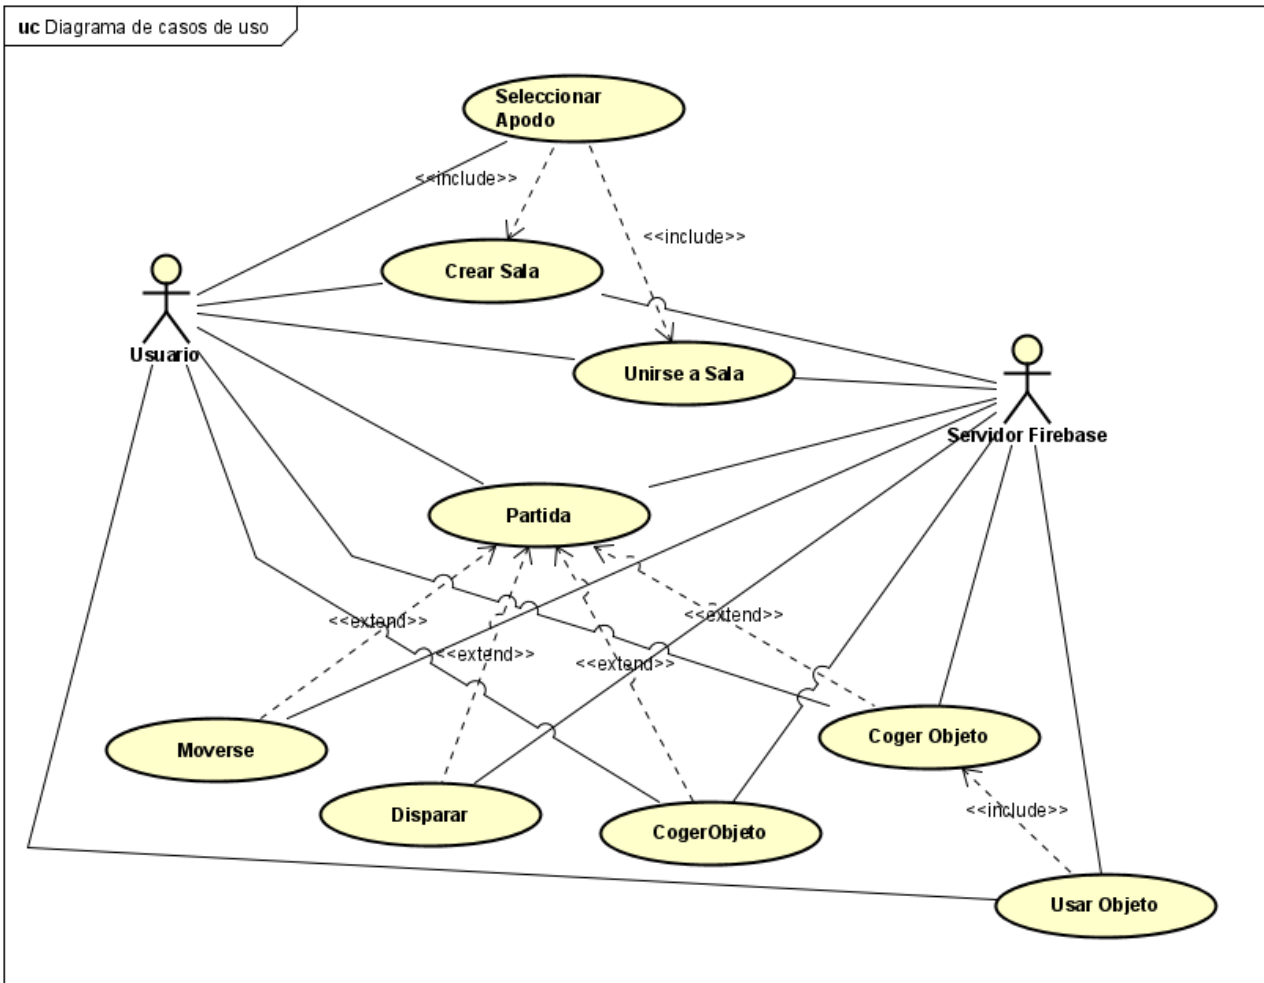 uc Diagrama de casos de uso
Seleccionar
Apodo
<<include>>
<<include>>
Crear Sala
Usuario
Unirse a Sala
Servidor Firebase
Partida
<<extend>>
<<extend>>
<<extend>>
<<extend>>
Moverse
Coger Objeto
Disparar
CogerObjeto
<<include>>
Usar Objeto